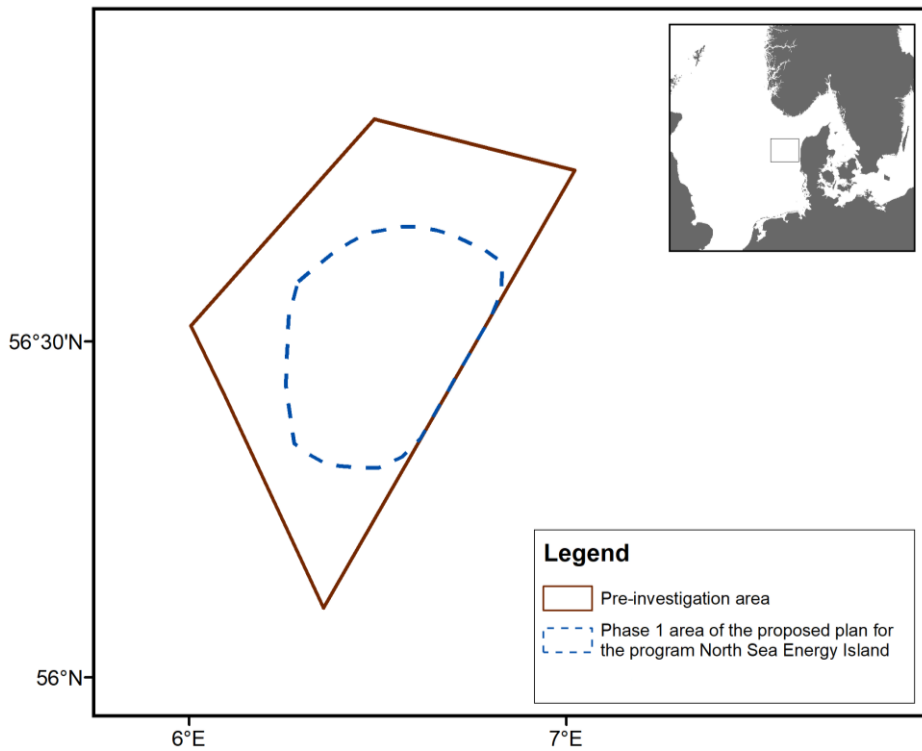 56°30'N
56°N
6°E
7°E
Legend
Pre-investigation area
Phase 1 area of the proposed plan for
the program North Sea Energy Island